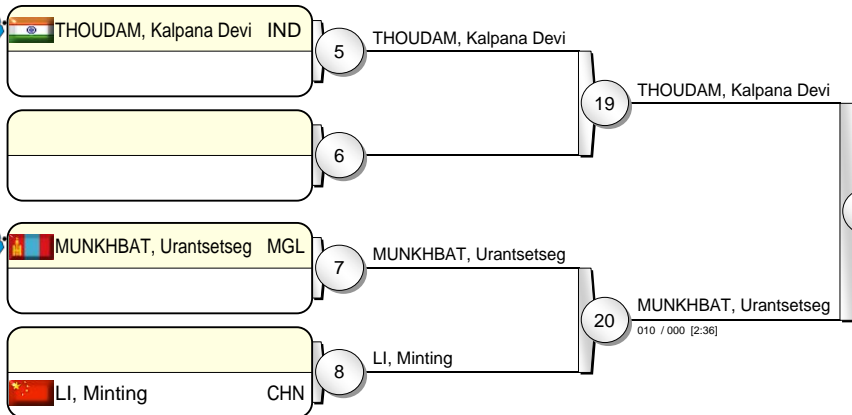 THOUDAM, Kalpana Devi IND
5
THOUDAM, Kalpana Devi
19
THOUDAM, Kalpana Devi
6
MUNKHBAT, Urantsetseg MGL
7
MUNKHBAT, Urantsetseg
20
MUNKHBAT, Urantsetseg
010 / 000 [2:36]
8
LI, Minting
LI, Minting CHN